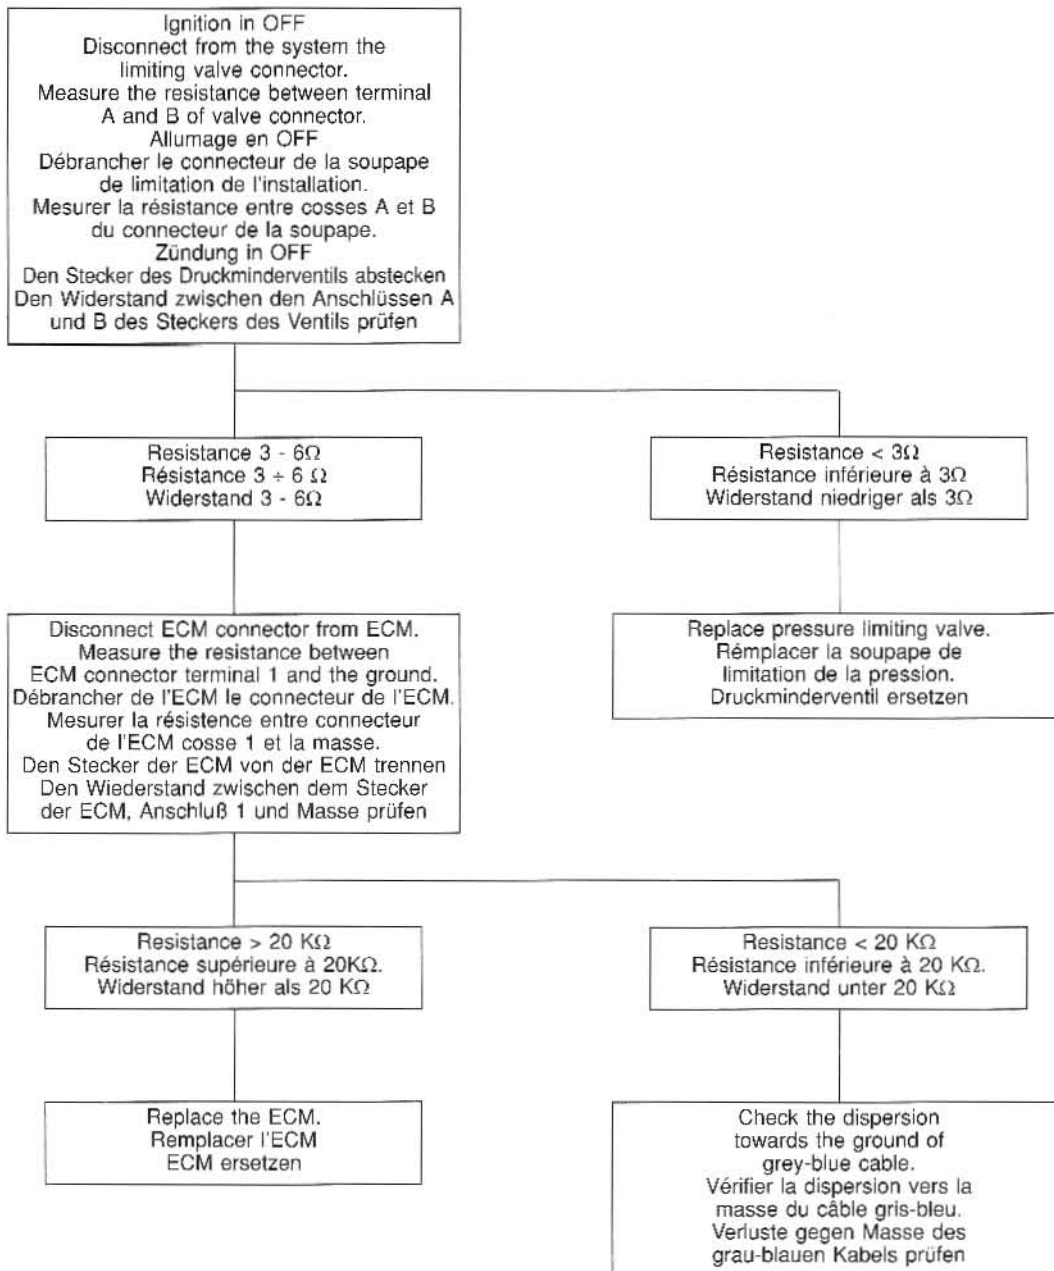 Ignition in OFF
Disconnect from the system the
limiting valve connector.
Measure the resistance between terminal
A and B of valve connector.
Allumage en OFF
Débrancher le connecteur de la soupape
de limitation de l'installation.
Mesurer la résistance entre cosses A et B
du connecteur de la soupape.
Zündung in OFF
Den Stecker des Druckminderventils abstecken
Den Widerstand zwischen den Anschlüssen A
und B des Steckers des Ventils prüfen
Resistance 3 - 6Ω
Résistance 3 ÷ 6 Ω
Widerstand 3 - 6Ω
Resistance < 3Ω
Résistance inférieure à 3Ω
Widerstand niedriger als 3Ω
Disconnect ECM connector from ECM.
Measure the resistance between
ECM connector terminal 1 and the ground.
Débrancher de l'ECM le connecteur de l'ECM.
Mesurer la résistence entre connecteur
de l'ECM cosse 1 et la masse.
Den Stecker der ECM von der ECM trennen
Den Wiederstand zwischen dem Stecker
der ECM, Anschluß 1 und Masse prüfen
Replace pressure limiting valve.
Rémplacer la soupape de
limitation de la pression.
Druckminderventil ersetzen
Resistance > 20 KΩ
Résistance supérieure à 20KΩ.
Widerstand höher als 20 KΩ
Resistance < 20 KΩ
Résistance inférieure à 20 KΩ.
Widerstand unter 20 KΩ
Replace the ECM.
Remplacer l'ECM
ECM ersetzen
Check the dispersion
towards the ground of
grey-blue cable.
Vérifier la dispersion vers la
masse du câble gris-bleu.
Verluste gegen Masse des
grau-blauen Kabels prüfen